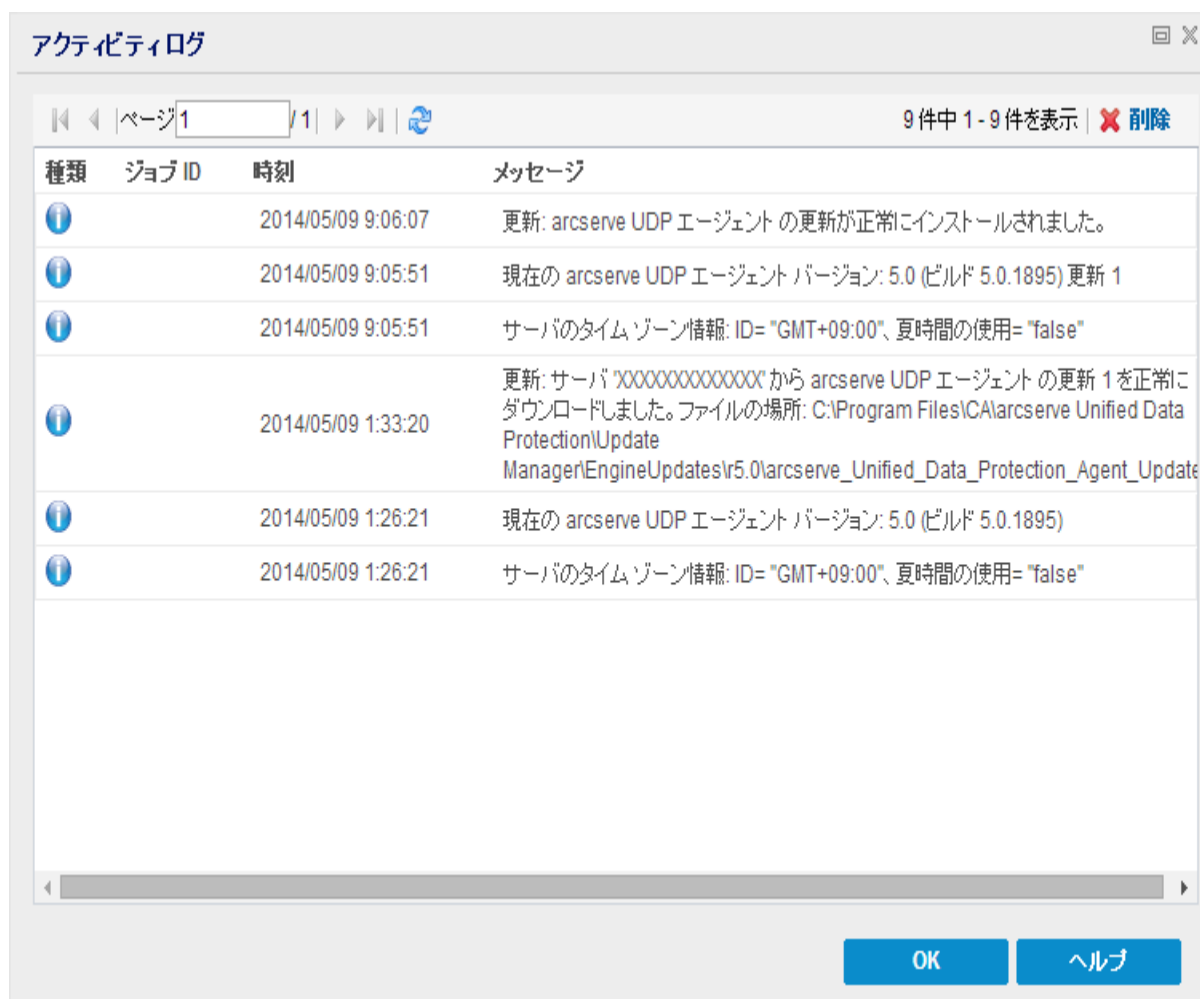 アクティビティログ
ページ 1 / 1 9 件中 1 - 9 件を表示 削除
種類 ジョブ ID 時刻 メッセージ
2014/05/09 9:06:07 更新: arcserve UDP エージェント の更新が正常にインストールされました。
2014/05/09 9:05:51 現在の arcserve UDP エージェント バージョン: 5.0 (ビルド 5.0.1895) 更新 1
2014/05/09 9:05:51 サーバのタイム ゾーン情報: ID= "GMT+09:00"、夏時間の使用= "false"
更新: サーバ 'XXXXXXXXXXXXX' から arcserve UDP エージェント の更新 1 を正常に
ダウンロードしました。ファイルの場所: C:\Program Files\CA\arcserve Unified Data
2014/05/09 1:33:20
Protection\Update
Manager\EngineUpdates\r5.0\arcserve_Unified_Data_Protection_Agent_Update
2014/05/09 1:26:21 現在の arcserve UDP エージェント バージョン: 5.0 (ビルド 5.0.1895)
2014/05/09 1:26:21 サーバのタイム ゾーン情報: ID= "GMT+09:00"、夏時間の使用= "false"
OK ヘルプ